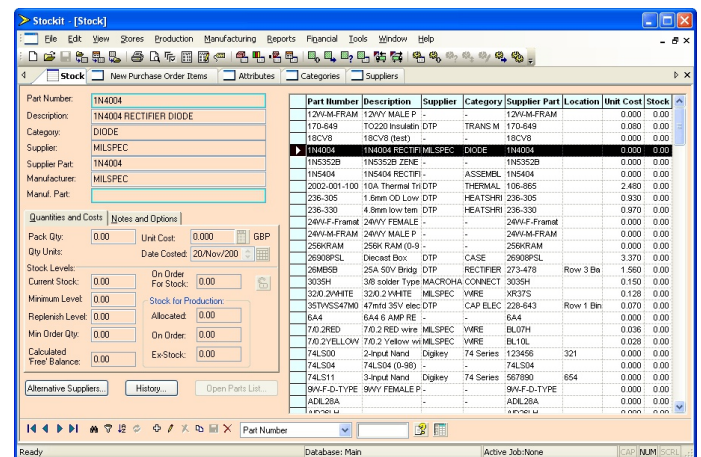 Stockit - [Stock]
File Edit View Stores Production Manufacturing Reports Financial Tools Window Help
Stock New Purchase Order Items Attributes Categories Suppliers
Part Number: 1N4004
Description: 1N4004 RECTIFIER DIODE
Category: DIODE
Supplier: MILSPEC
Supplier Part: 1N4004
Manufacturer: MILSPEC
Manuf. Part:
Quantities and Costs Notes and Options
Pack Qty: 0.00 Unit Cost: 0.000 GBP
Qty Units: Date Costed: 20/Nov/200
Stock Levels:
Current Stock: 0.00 On Order For Stock: 0.00
Minimum Level: 0.00 Stock for Production:
Replenish Level: 0.00 Allocated: 0.00
Min Order Qty: 0.00 On Order: 0.00
Calculated 'Free' Balance: 0.00 Ex-Stock: 0.00
Alternative Suppliers... History... Open Parts List...
Part Number Description Supplier Category Supplier Part Location Unit Cost Stock
12W-M-FRAM 12WY MALE P - - 12W-M-FRAM 0.000 0.00
170-649 TO220 Insulatin DTP TRANS M 170-649 0.080 0.00
18CV8 18CV8 (test) - - 18CV8 0.000 0.00
1N4004 1N4004 RECTIFI MILSPEC DIODE 1N4004 0.000 0.00
1N5352B 1N5352B ZENE - - 1N5352B 0.000 0.00
1N5404 1N5404 RECTIFI - ASSEMBL 1N5404 0.000 0.00
2002-001-100 10A Thermal Tri DTP THERMAL 106-865 2.480 0.00
236-305 1.6mm OD Low DTP HEATSHRI 236-305 0.930 0.00
236-330 4.8mm low tem DTP HEATSHRI 236-330 0.970 0.00
24W-F-Framat 24WY FEMALE - - 24W-F-Framat 0.000 0.00
24W-M-FRAM 24WY MALE P - - 24W-M-FRAM 0.000 0.00
256KRAM 256K RAM (0-9 - - 256KRAM 0.000 0.00
26908PSL Diecast Box DTP CASE 26908PSL 3.370 0.00
26MB5B 25A 50V Bridg DTP RECTIFIER 273-478 Row 3 Ba 1.560 0.00
3035H 3/8 solder Type MACROHA CONNECT 3035H 0.150 0.00
32/0.2WHITE 32/0.2 WHITE MILSPEC WIRE XR37S 0.128 0.00
35TWSS47M0 47mfd 35V elec DTP CAP ELEC 228-643 Row 1 Bin 0.070 0.00
6A4 6A4 6 AMP RE - - 6A4 0.000 0.00
7/0.2RED 7/0.2 RED wire MILSPEC WIRE BL07H 0.036 0.00
7/0.2YELLOW 7/0.2 Yellow wi MILSPEC WIRE BL10L 0.028 0.00
74LS00 2-Input Nand Digikey 74 Series 123456 321 0.000 0.00
74LS04 74LS04 (0-98) - - 74LS04 0.000 0.00
74LS11 3-Input Nand Digikey 74 Series 567890 654 0.000 0.00
9W-F-D-TYPE 9WY FEMALE P - - 9W-F-D-TYPE 0.000 0.00
ADIL28A - - ADIL28A 0.000 0.00
Part Number
Ready Database: Main Active Job:None CAP NUM SCRL